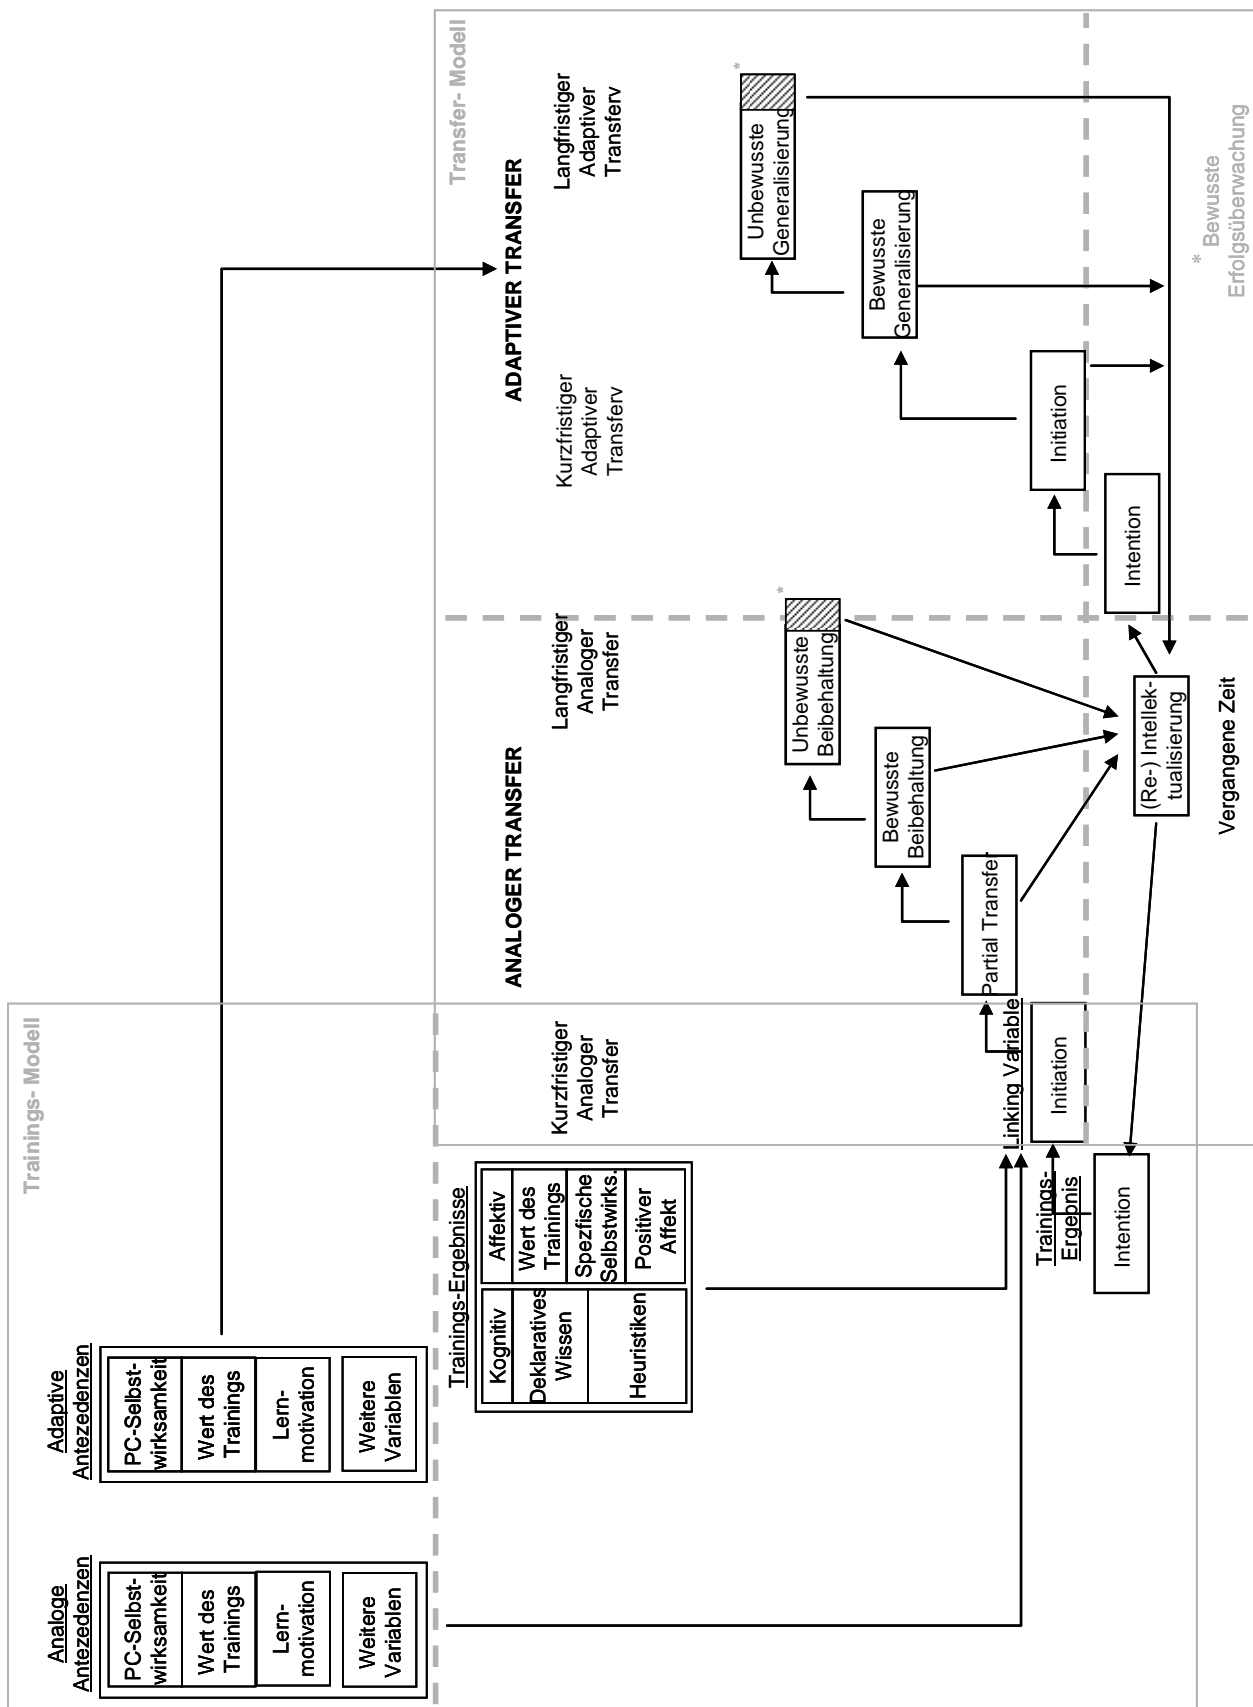 Trainings- Modell
Transfer- Modell
Analoge
Antezedenzen
PC-Selbst-
wirksamkeit
Wert des
Trainings
Lern-
motivation
Weitere
Variablen
Adaptive
Antezedenzen
PC-Selbst-
wirksamkeit
Wert des
Trainings
Lern-
motivation
Weitere
Variablen
Trainings-Ergebnisse
Kognitiv
Deklaratives
Wissen
Heuristiken
Affektiv
Wert des
Trainings
Spezfische
Selbstwirks.
Positiver
Affekt
ANALOGER TRANSFER
ADAPTIVER TRANSFER
Kurzfristiger
Analoger
Transfer
Langfristiger
Analoger
Transfer
Kurzfristiger
Adaptiver
Transferv
Langfristiger
Adaptiver
Transferv
Linking Variable
Trainings-
Ergebnis
Intention
Initiation
Partial Transfer
Bewusste
Beibehaltung
Unbewusste
Beibehaltung
*
(Re-) Intellek-
tualisierung
Intention
Initiation
Bewusste
Generalisierung
Unbewusste
Generalisierung
*
Vergangene Zeit
* Bewusste
Erfolgsüberwachung